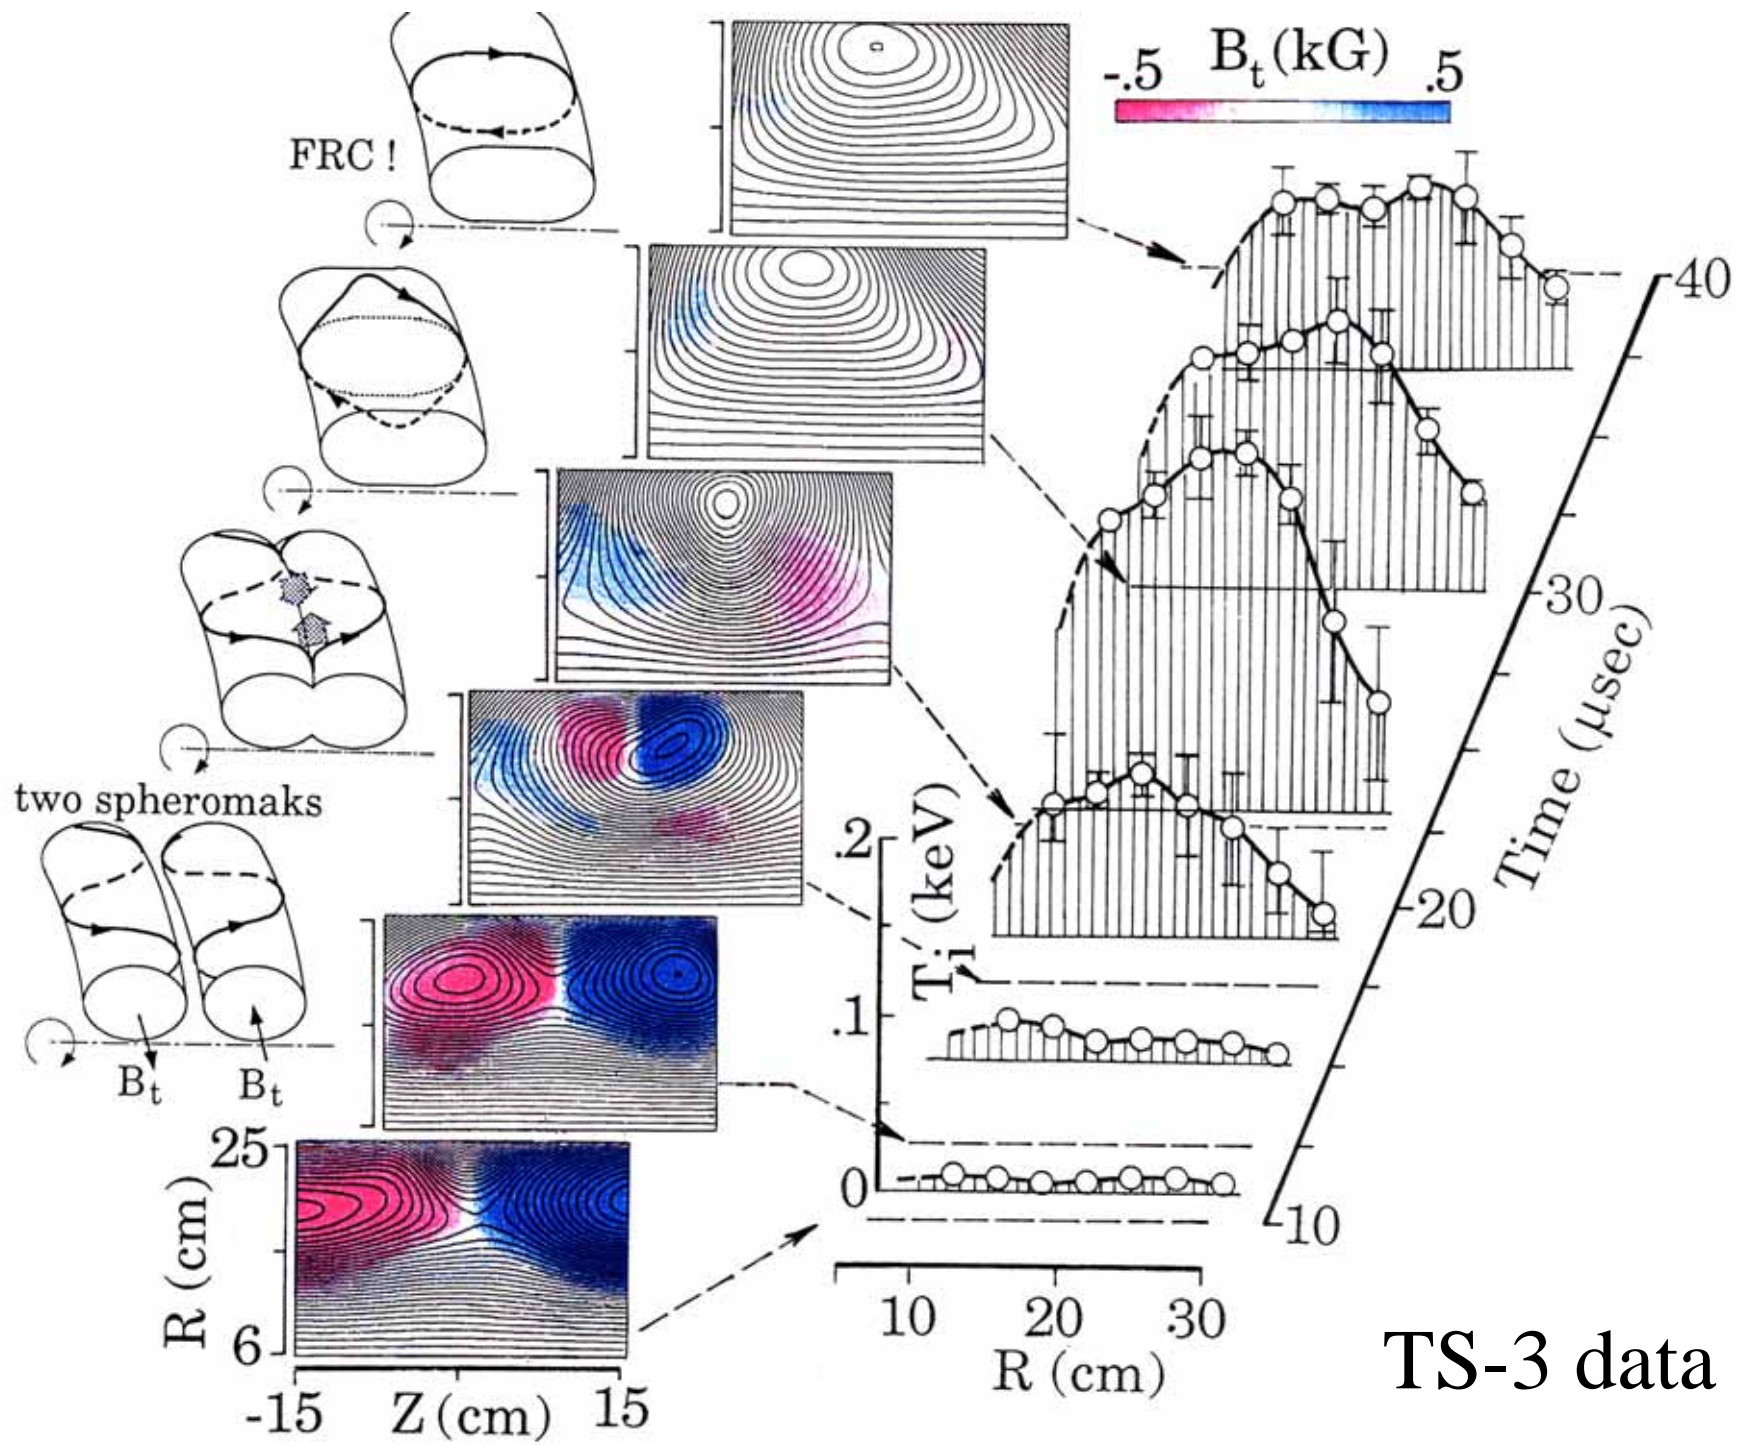 -.5 Bₜ(kG) .5
FRC !
40
30
Time (μsec)
two spheromaks
.2
Tᵢ (keV)
20
.1
Bₜ Bₜ
25
0
10
R (cm)
6
10 20 30
R (cm)
TS-3 data
-15 Z(cm) 15